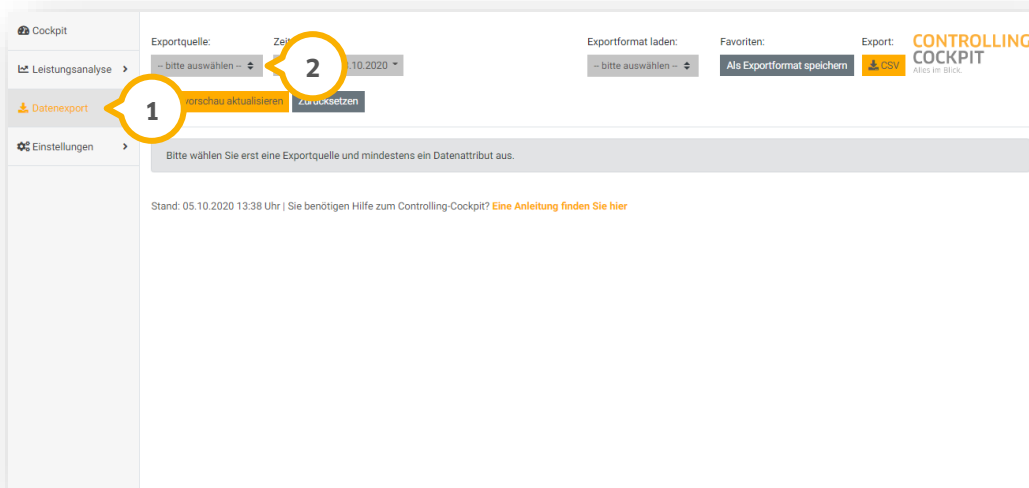 Cockpit
Leistungsanalyse
Datenexport
Einstellungen
Exportquelle:
-- bitte auswählen --
1
2
.10.2020
Exportformat laden:
-- bitte auswählen --
Favoriten:
Als Exportformat speichern
Export:
CSV
CONTROLLING
COCKPIT
Alles im Blick.
vorschau aktualisieren
Zurücksetzen
Bitte wählen Sie erst eine Exportquelle und mindestens ein Datenattribut aus.
Stand: 05.10.2020 13:38 Uhr | Sie benötigen Hilfe zum Controlling-Cockpit? Eine Anleitung finden Sie hier